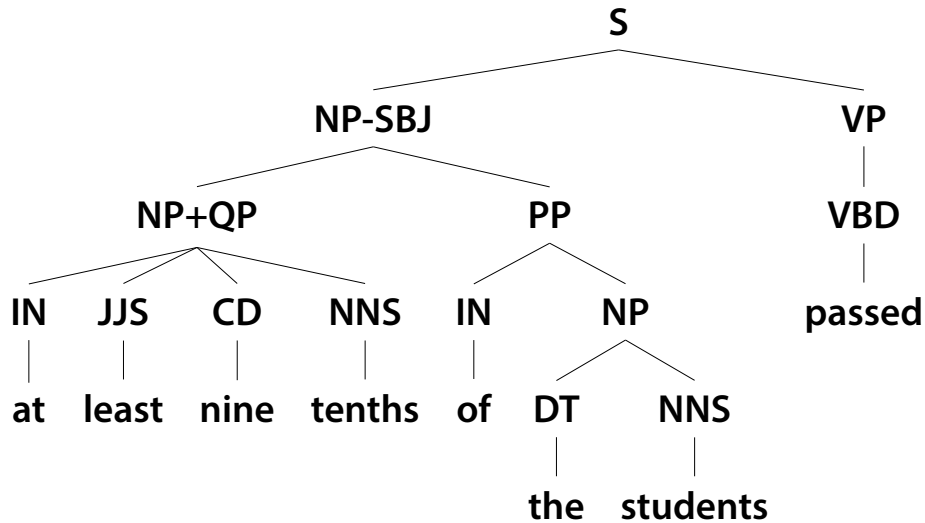 S
NP-SBJ VP
NP+QP PP VBD
IN JJS CD NNS IN NP passed
at least nine tenths of DT NNS
the students